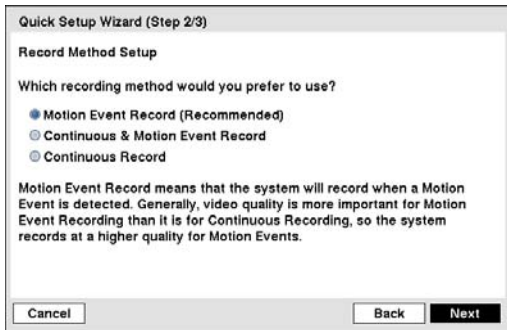 Quick Setup Wizard (Step 2/3)
Record Method Setup
Which recording method would you prefer to use?
Motion Event Record (Recommended)
Continuous & Motion Event Record
Continuous Record
Motion Event Record means that the system will record when a Motion
Event is detected. Generally, video quality is more important for Motion
Event Recording than it is for Continuous Recording, so the system
records at a higher quality for Motion Events.
Cancel Back Next